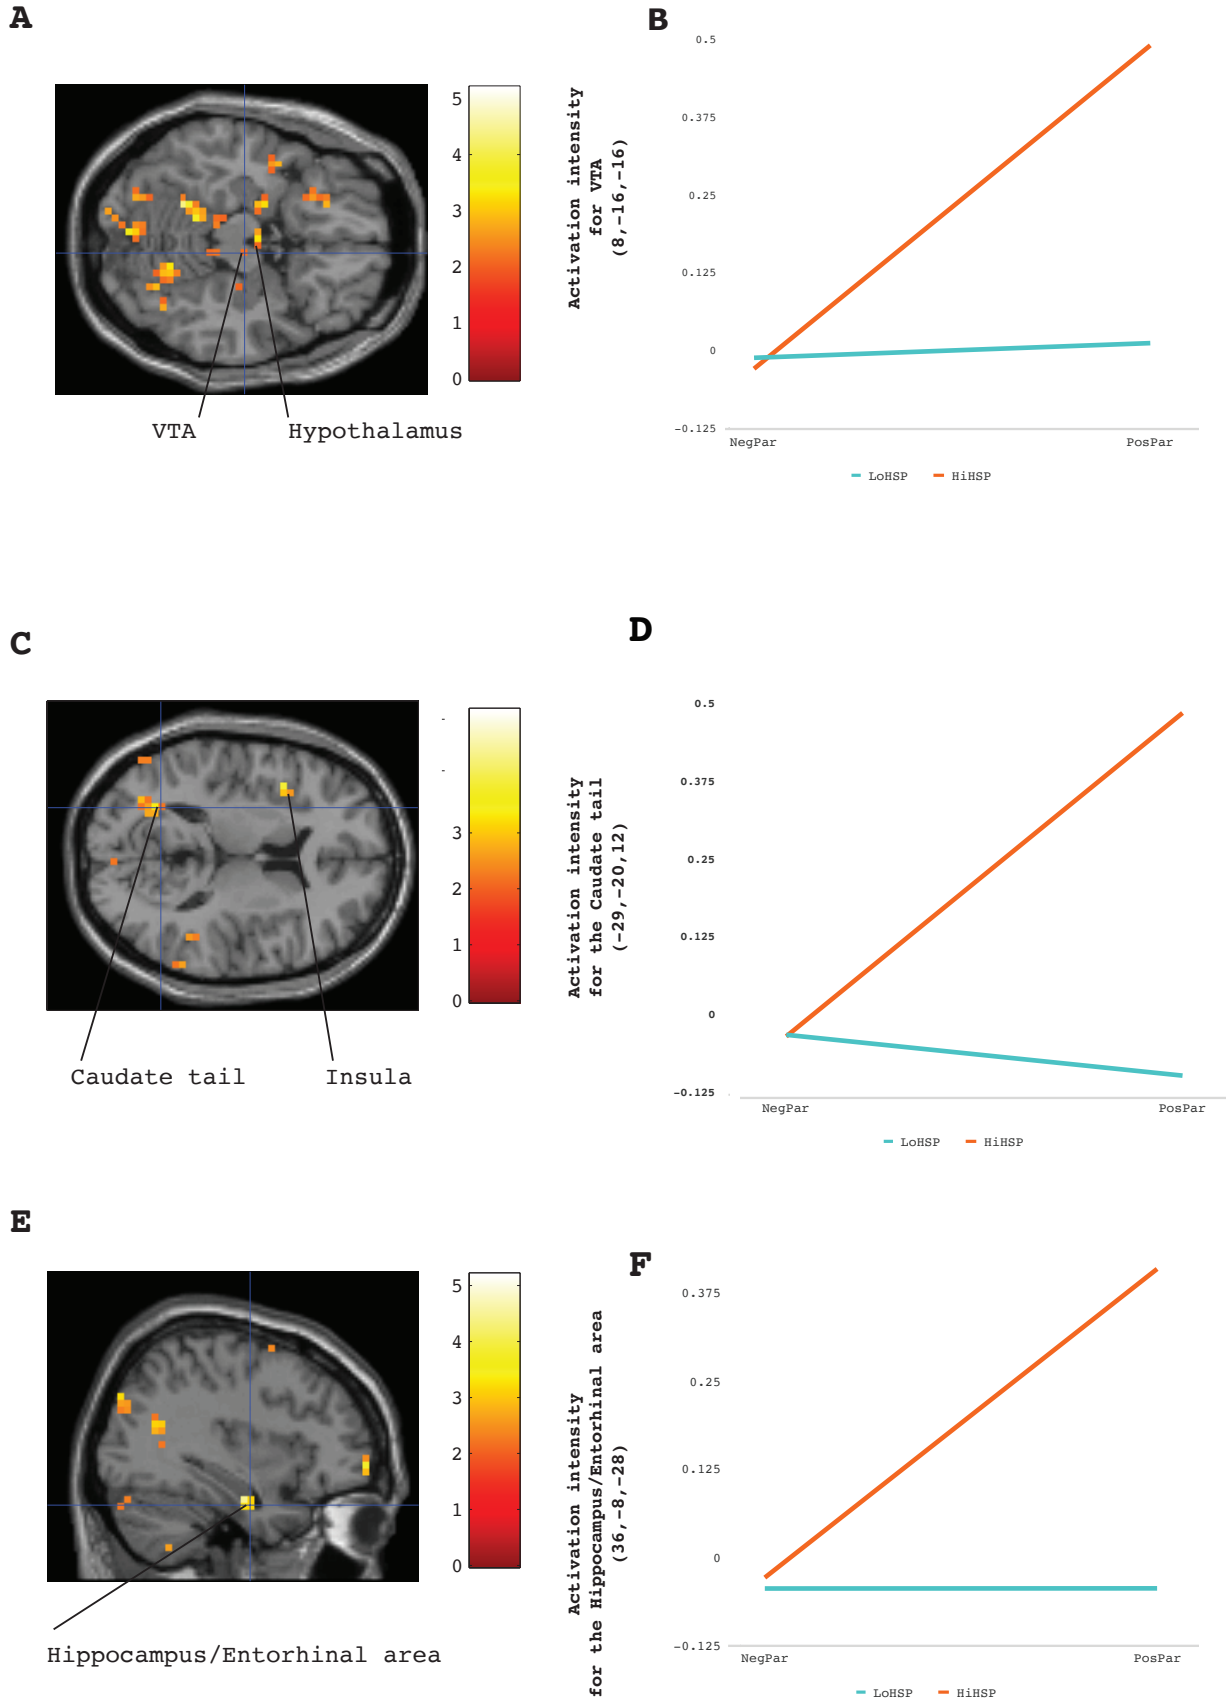 A
5
4
3
2
1
0
VTA
Hypothalamus
B
Activation intensity
for VTA
(8,-16,-16)
0.5
0.375
0.25
0.125
0
-0.125
NegPar
PosPar
LoHSP
HiHSP
C
3
2
1
0
Caudate tail
Insula
D
Activation intensity
for the Caudate tail
(-29,-20,12)
0.5
0.375
0.25
0.125
0
-0.125
NegPar
PosPar
LoHSP
HiHSP
E
5
4
3
2
1
0
Hippocampus/Entorhinal area
F
Activation intensity
for the Hippocampus/Entorhinal area
(36,-8,-28)
0.375
0.25
0.125
0
-0.125
NegPar
PosPar
LoHSP
HiHSP